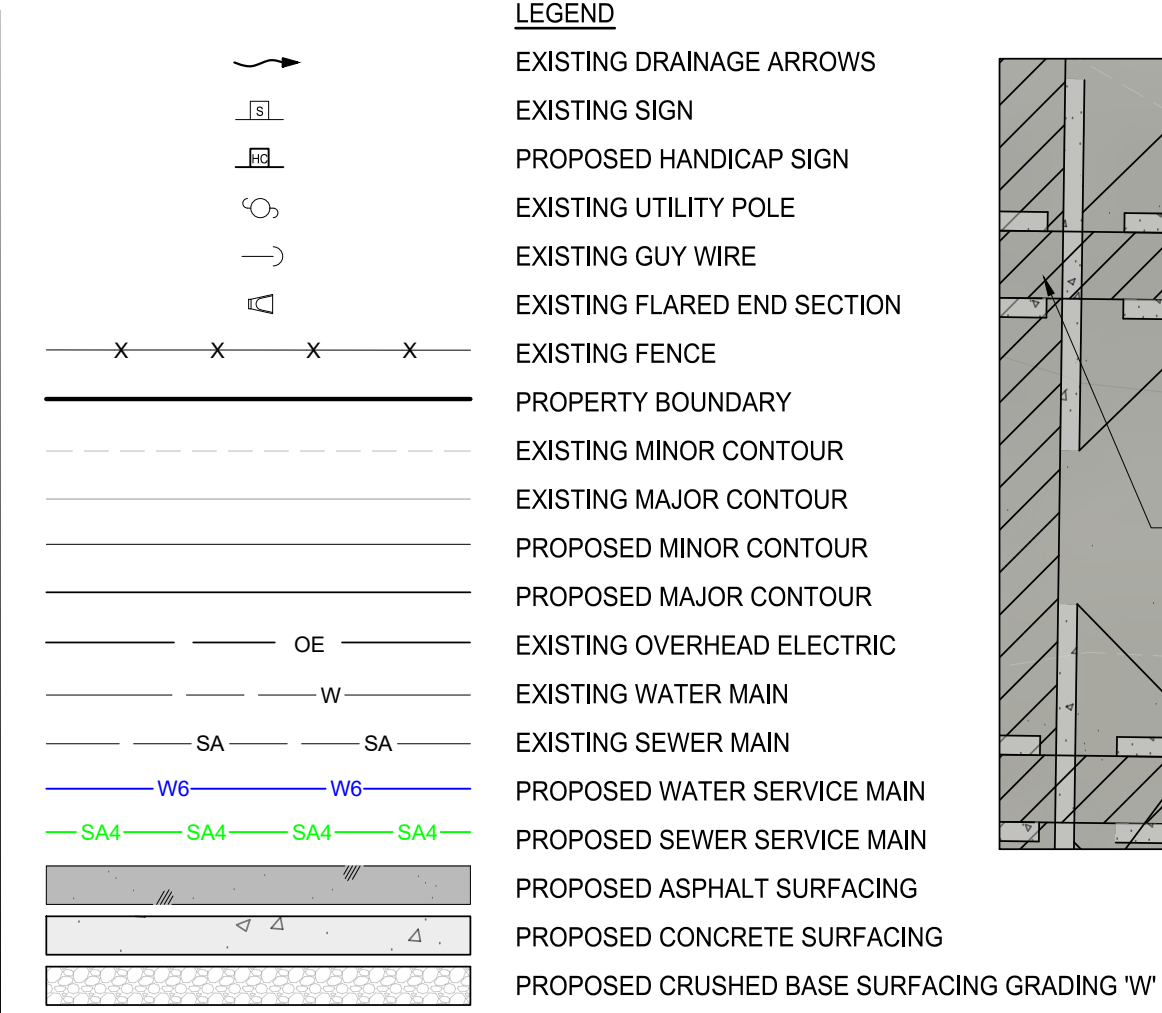 LEGEND
EXISTING DRAINAGE ARROWS
S EXISTING SIGN
HC PROPOSED HANDICAP SIGN
EXISTING UTILITY POLE
EXISTING GUY WIRE
EXISTING FLARED END SECTION
X X X X EXISTING FENCE
PROPERTY BOUNDARY
EXISTING MINOR CONTOUR
EXISTING MAJOR CONTOUR
PROPOSED MINOR CONTOUR
PROPOSED MAJOR CONTOUR
OE EXISTING OVERHEAD ELECTRIC
W EXISTING WATER MAIN
SA SA EXISTING SEWER MAIN
W6 W6 PROPOSED WATER SERVICE MAIN
SA4 SA4 SA4 SA4 PROPOSED SEWER SERVICE MAIN
PROPOSED ASPHALT SURFACING
PROPOSED CONCRETE SURFACING
PROPOSED CRUSHED BASE SURFACING GRADING 'W'